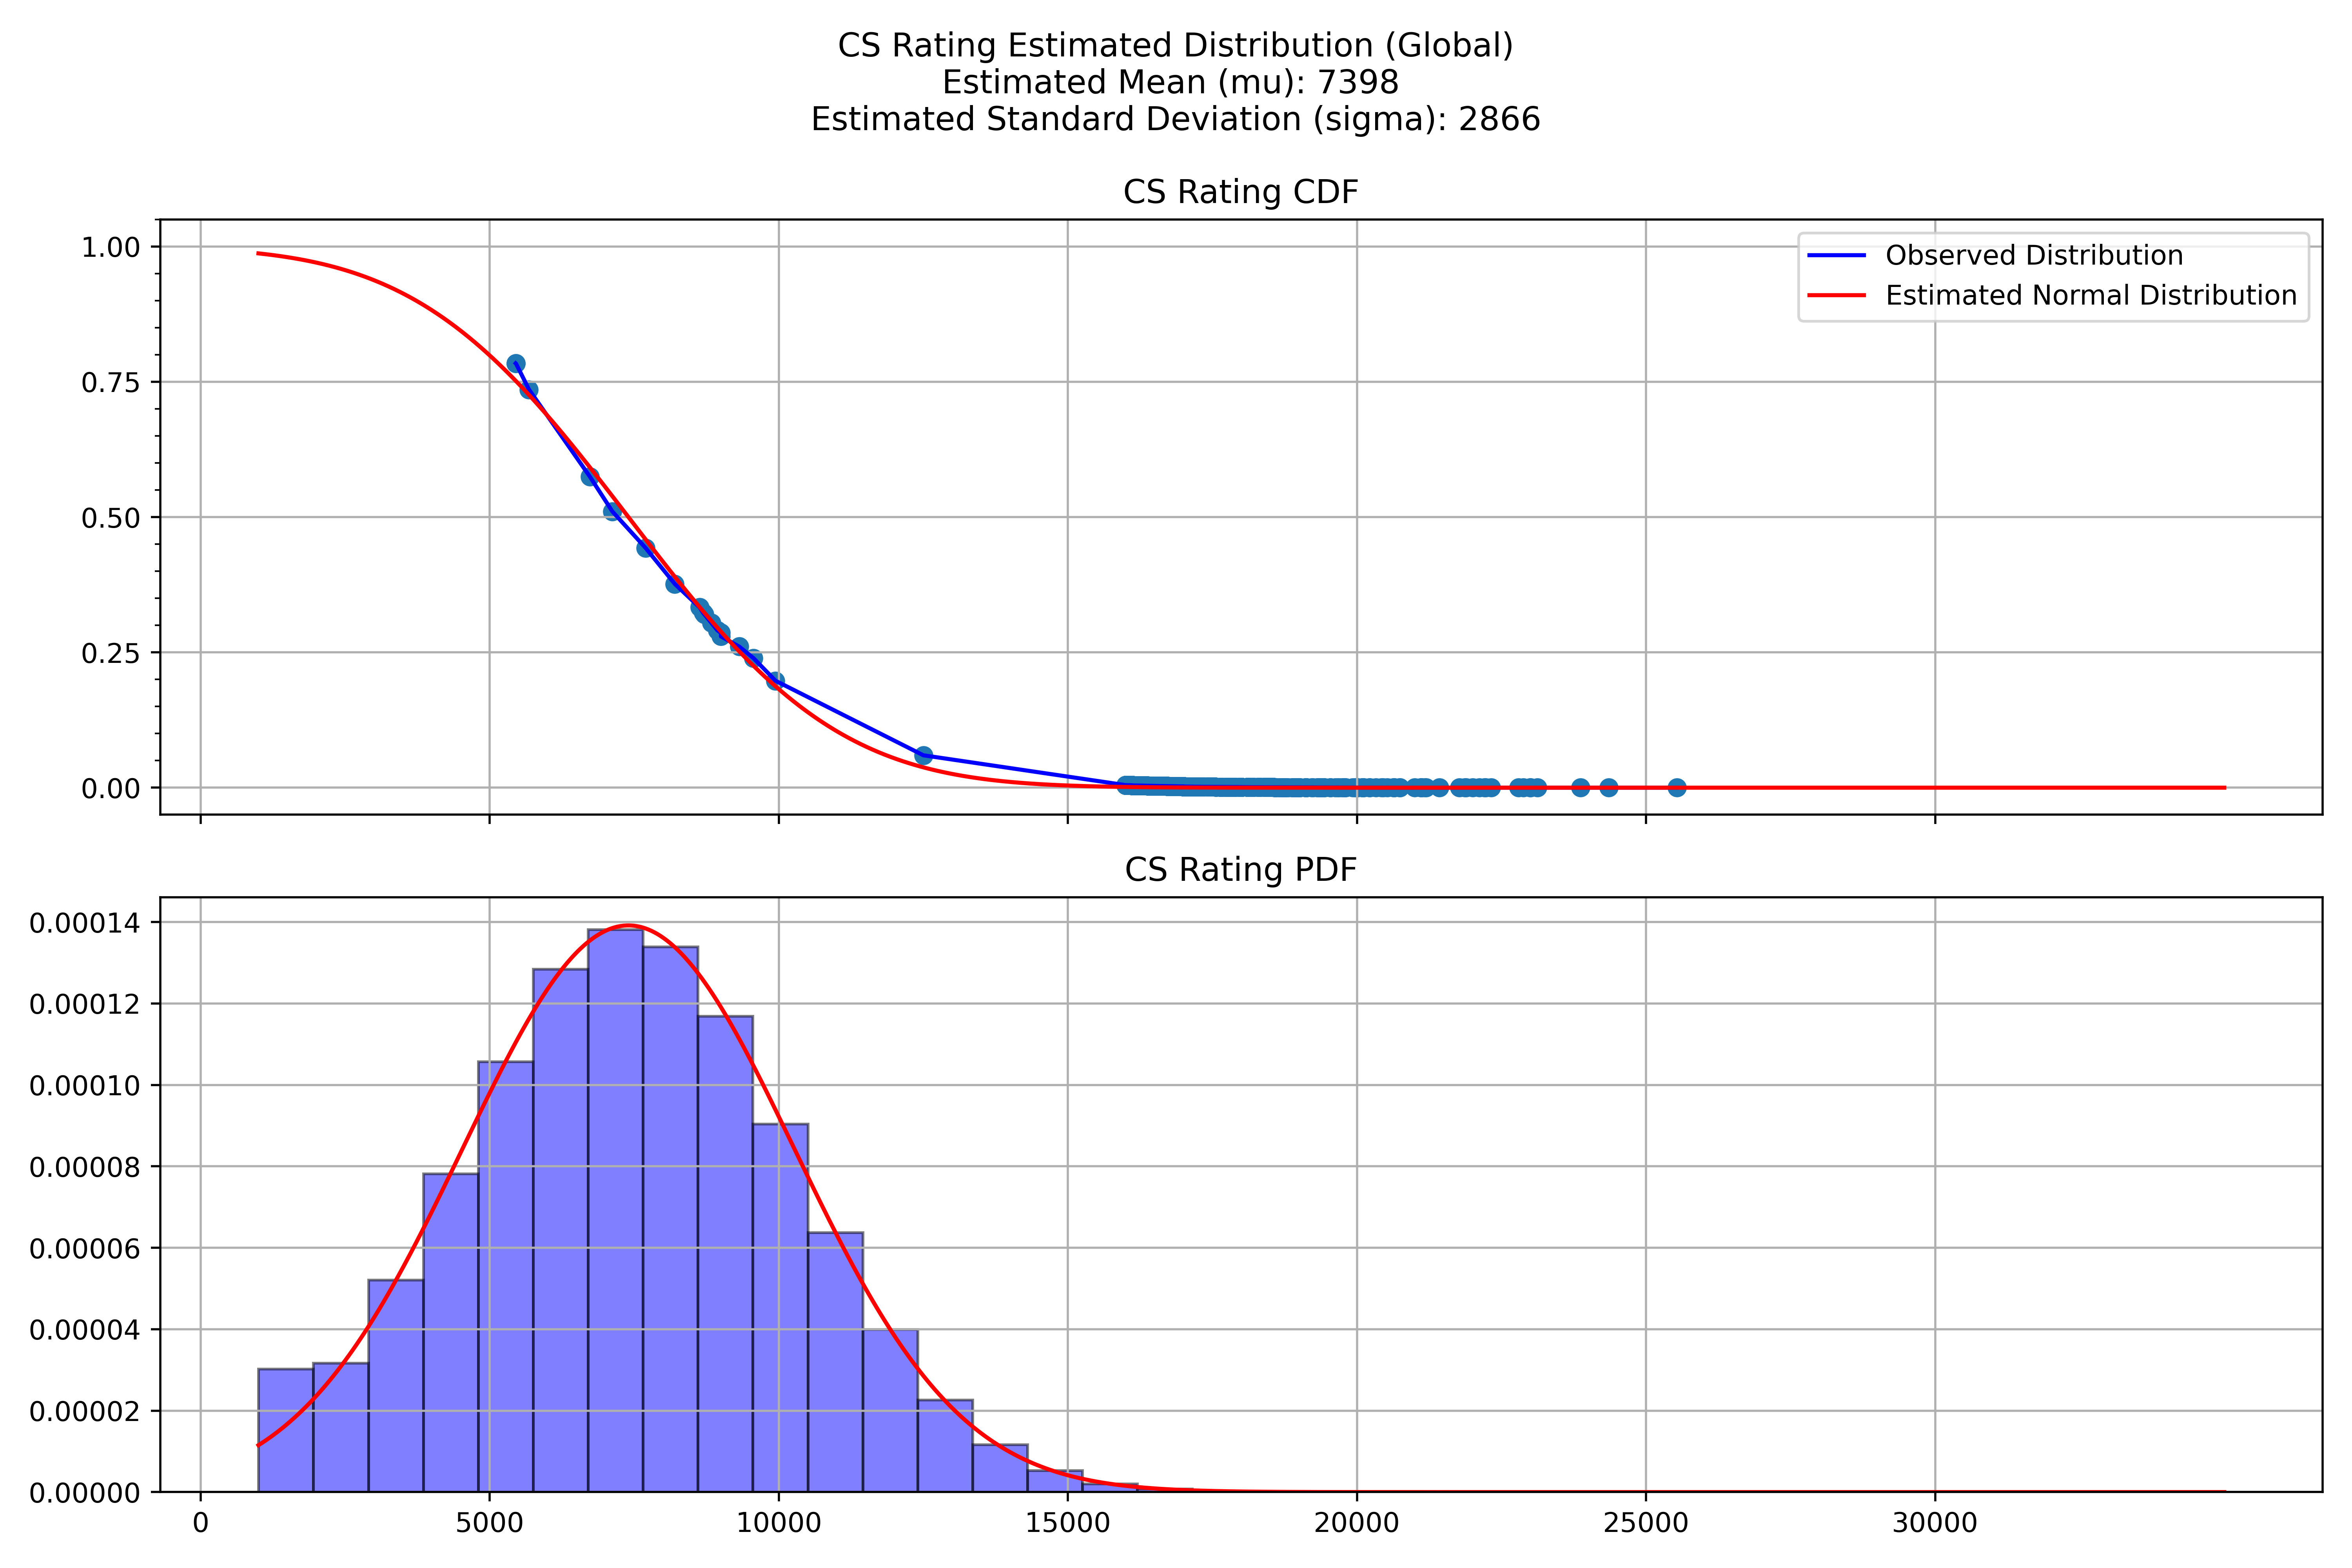 CS Rating Estimated Distribution (Global)
Estimated Mean (mu): 7398
Estimated Standard Deviation (sigma): 2866
CS Rating CDF
Observed Distribution
Estimated Normal Distribution
1.00
0.75
0.50
0.25
0.00
CS Rating PDF
0.00014
0.00012
0.00010
0.00008
0.00006
0.00004
0.00002
0.00000
0 5000 10000 15000 20000 25000 30000